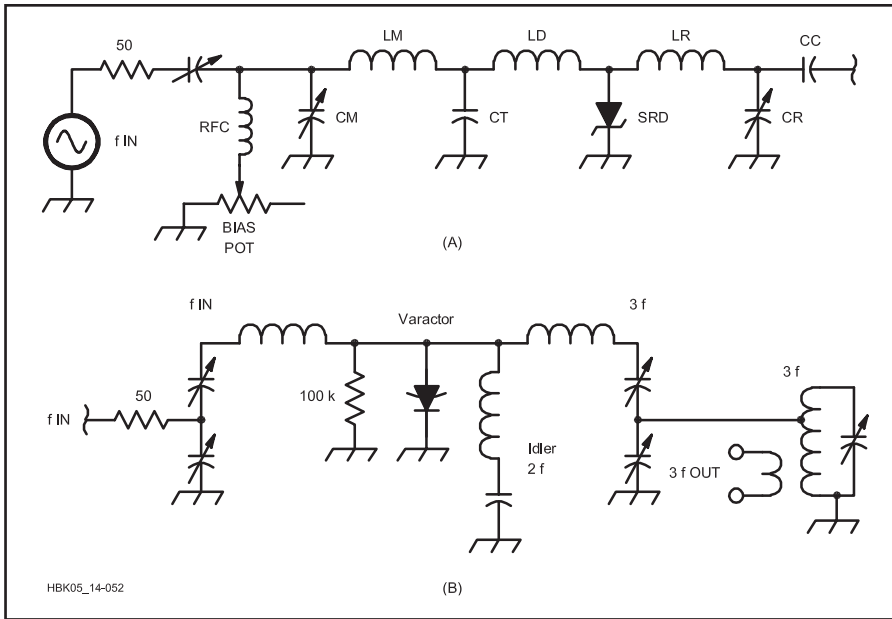 50
LM
LD
LR
CC
f IN
RFC
CM
CT
SRD
CR
BIAS
POT
(A)
f IN
Varactor
3 f
3 f
50
100 k
f IN
Idler
2 f
3 f OUT
HBK05_14-052
(B)